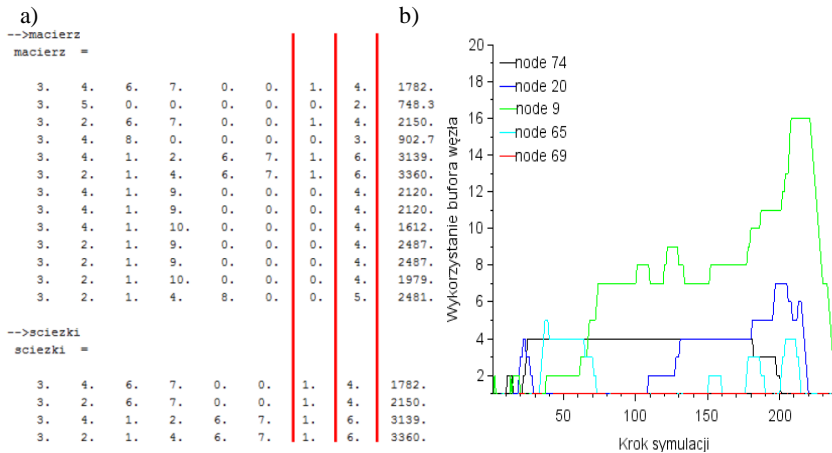 a)
-->macierz
macierz =
3. 4. 6. 7. 0. 0. 1. 4. 1782.
3. 5. 0. 0. 0. 0. 0. 2. 748.3
3. 2. 6. 7. 0. 0. 1. 4. 2150.
3. 4. 8. 0. 0. 0. 0. 3. 902.7
3. 4. 1. 2. 6. 7. 1. 6. 3139.
3. 2. 1. 4. 6. 7. 1. 6. 3360.
3. 4. 1. 9. 0. 0. 0. 4. 2120.
3. 4. 1. 9. 0. 0. 0. 4. 2120.
3. 4. 1. 10. 0. 0. 0. 4. 1612.
3. 2. 1. 9. 0. 0. 0. 4. 2487.
3. 2. 1. 9. 0. 0. 0. 4. 2487.
3. 2. 1. 10. 0. 0. 0. 4. 1979.
3. 2. 1. 4. 8. 0. 0. 5. 2481.
-->sciezki
sciezki =
3. 4. 6. 7. 0. 0. 1. 4. 1782.
3. 2. 6. 7. 0. 0. 1. 4. 2150.
3. 4. 1. 2. 6. 7. 1. 6. 3139.
3. 2. 1. 4. 6. 7. 1. 6. 3360.
b)
Wykorzystanie bufora węzła
20
18
16
14
12
10
8
6
4
2
node 74
node 20
node 9
node 65
node 69
50 100 150 200
Krok symulacji